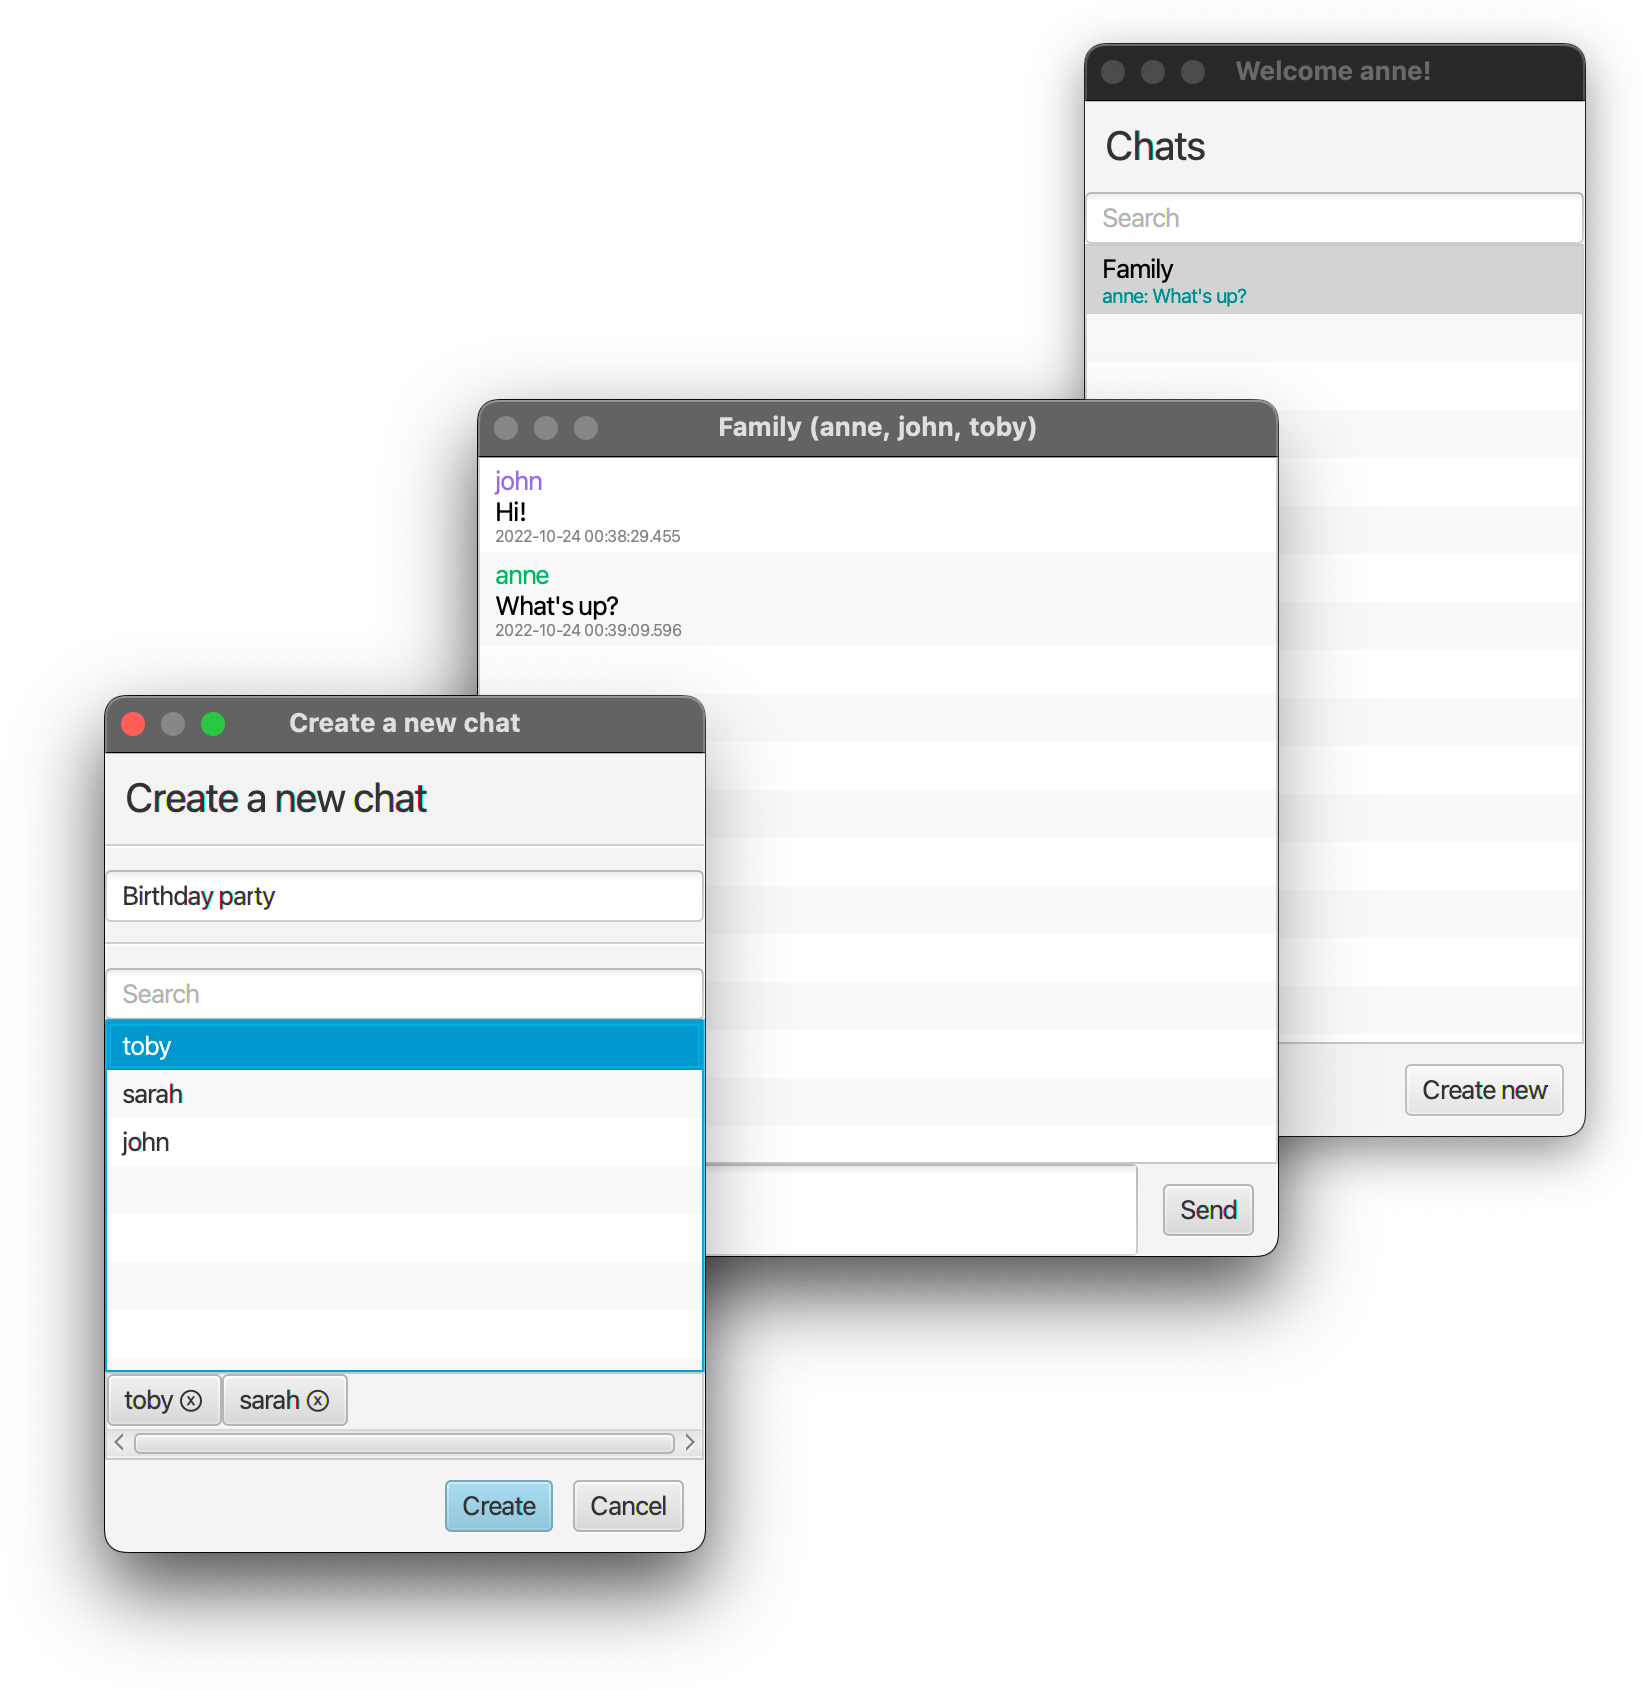 Welcome anne!
Chats
Search
Family
anne: What's up?
Create new
Family (anne, john, toby)
john
Hi!
2022-10-24 00:38:29.455
anne
What's up?
2022-10-24 00:39:09.596
Send
Create a new chat
Create a new chat
Birthday party
Search
toby
sarah
john
toby ⓧ sarah ⓧ
Create Cancel